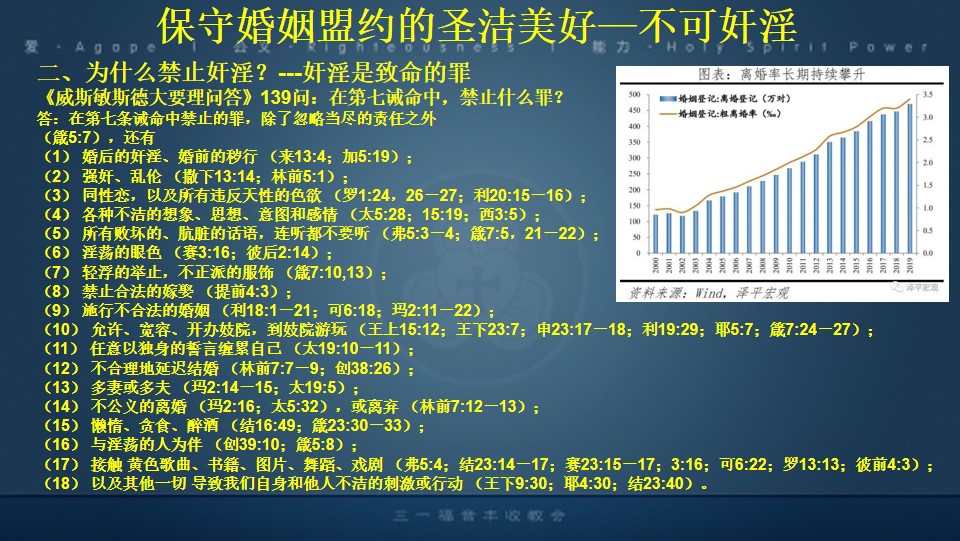 保守婚姻盟约的圣洁美好—不可奸淫
爱 · Agape | 公义 · Righteousness | 能力 · Holy Spirit Power
二、为什么禁止奸淫？---奸淫是致命的罪
《威斯敏斯德大要理问答》139问：在第七诫命中，禁止什么罪？
答：在第七条诫命中禁止的罪，除了忽略当尽的责任之外
（箴5:7），还有
（1） 婚后的奸淫、婚前的秽行 （来13:4；加5:19）；
（2） 强奸、乱伦 （撒下13:14；林前5:1）；
（3） 同性恋，以及所有违反天性的色欲 （罗1:24，26－27；利20:15－16）；
（4） 各种不洁的想象、思想、意图和感情 （太5:28；15:19；西3:5）；
（5） 所有败坏的、肮脏的话语，连听都不要听 （弗5:3－4；箴7:5，21－22）；
（6） 淫荡的眼色 （赛3:16；彼后2:14）；
（7） 轻浮的举止，不正派的服饰 （箴7:10,13）；
（8） 禁止合法的嫁娶 （提前4:3）；
（9） 施行不合法的婚姻 （利18:1－21；可6:18；玛2:11－22）；
（10） 允许、宽容、开办妓院，到妓院游玩 （王上15:12；王下23:7；申23:17－18；利19:29；耶5:7；箴7:24－27）；
（11） 任意以独身的誓言缠累自己 （太19:10－11）；
（12） 不合理地延迟结婚 （林前7:7－9；创38:26）；
（13） 多妻或多夫 （玛2:14－15；太19:5）；
（14） 不公义的离婚 （玛2:16；太5:32），或离弃 （林前7:12－13）；
（15） 懒惰、贪食、醉酒 （结16:49；箴23:30－33）；
（16） 与淫荡的人为伴 （创39:10；箴5:8）；
（17） 接触 黄色歌曲、书籍、图片、舞蹈、戏剧 （弗5:4；结23:14－17；赛23:15－17；3:16；可6:22；罗13:13；彼前4:3）；
（18） 以及其他一切 导致我们自身和他人不洁的刺激或行动 （王下9:30；耶4:30；结23:40）。
图表：离婚率长期持续攀升
婚姻登记:离婚登记（万对）
婚姻登记:粗离婚率（‰）
500 450 400 350 300 250 200 150 100 50 0
3.5 3.0 2.5 2.0 1.5 1.0 0.5 0.0
2000 2001 2002 2003 2004 2005 2006 2007 2008 2009 2010 2011 2012 2013 2014 2015 2016 2017 2018 2019
资料来源：Wind，泽平宏观
泽平宏观
三一福音丰收教会